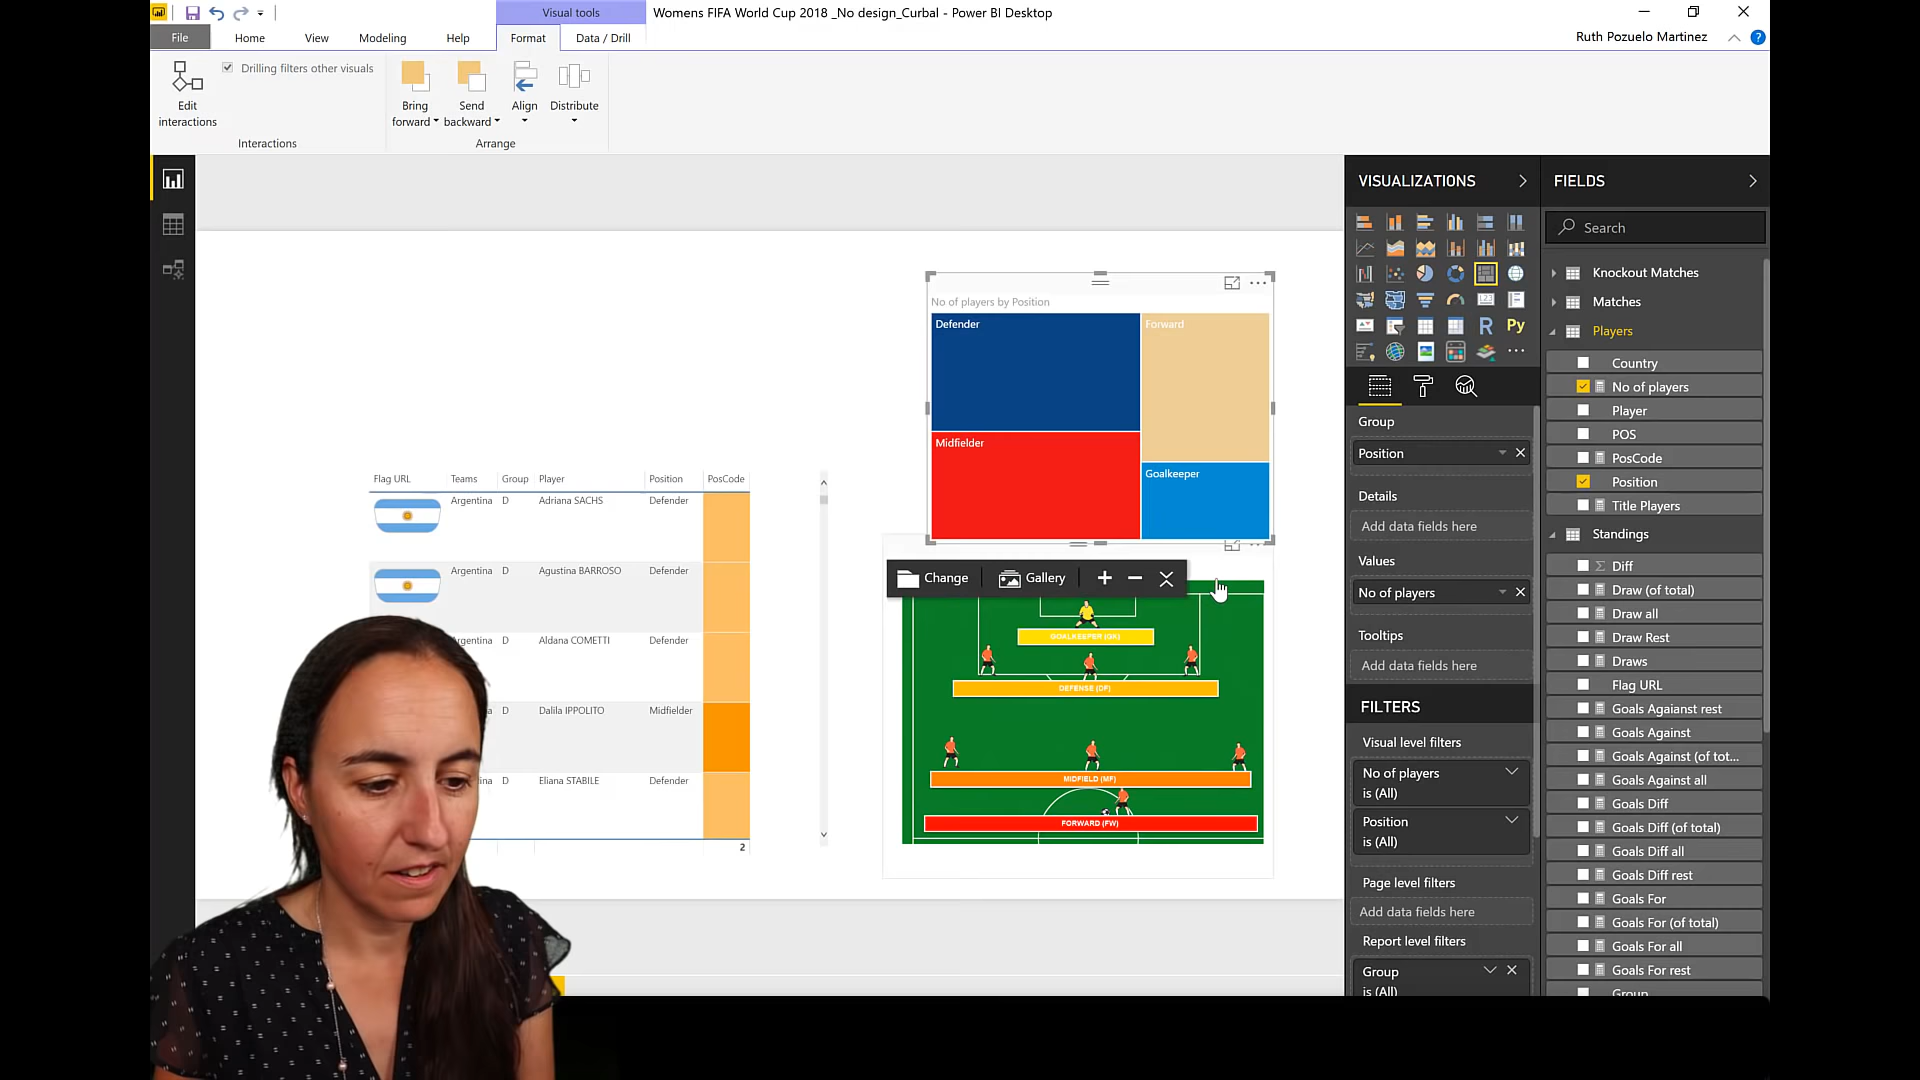 Visual tools
Womens FIFA World Cup 2018 _No design_Curbal - Power BI Desktop
File
Home
View
Modeling
Help
Format
Data / Drill
Ruth Pozuelo Martinez
?
Edit
interactions
Drilling filters other visuals
Bring
forward
Send
backward
Align
Distribute
Interactions
Arrange
No of players by Position
Defender
Forward
Midfielder
Goalkeeper
Flag URL
Teams
Group
Player
Position
PosCode
Argentina D Adriana SACHS Defender
Argentina D Agustina BARROSO Defender
Argentina D Aldana COMETTI Defender
D Dalila IPPOLITO Midfielder
ina D Eliana STABILE Defender
2
Change
Gallery
GOALKEEPER (GK)
DEFENSE (DF)
MIDFIELD (MF)
FORWARD (FW)
VISUALIZATIONS
123
R
Py
Group
Position
Details
Add data fields here
Values
No of players
Tooltips
Add data fields here
FILTERS
Visual level filters
No of players
is (All)
Position
is (All)
Page level filters
Add data fields here
Report level filters
Group
is (All)
FIELDS
Search
Knockout Matches
Matches
Players
Country
No of players
Player
POS
PosCode
Position
Title Players
Standings
Σ Diff
Draw (of total)
Draw all
Draw Rest
Draws
Flag URL
Goals Agaianst rest
Goals Against
Goals Against (of tot...
Goals Against all
Goals Diff
Goals Diff (of total)
Goals Diff all
Goals Diff rest
Goals For
Goals For (of total)
Goals For all
Goals For rest
Group